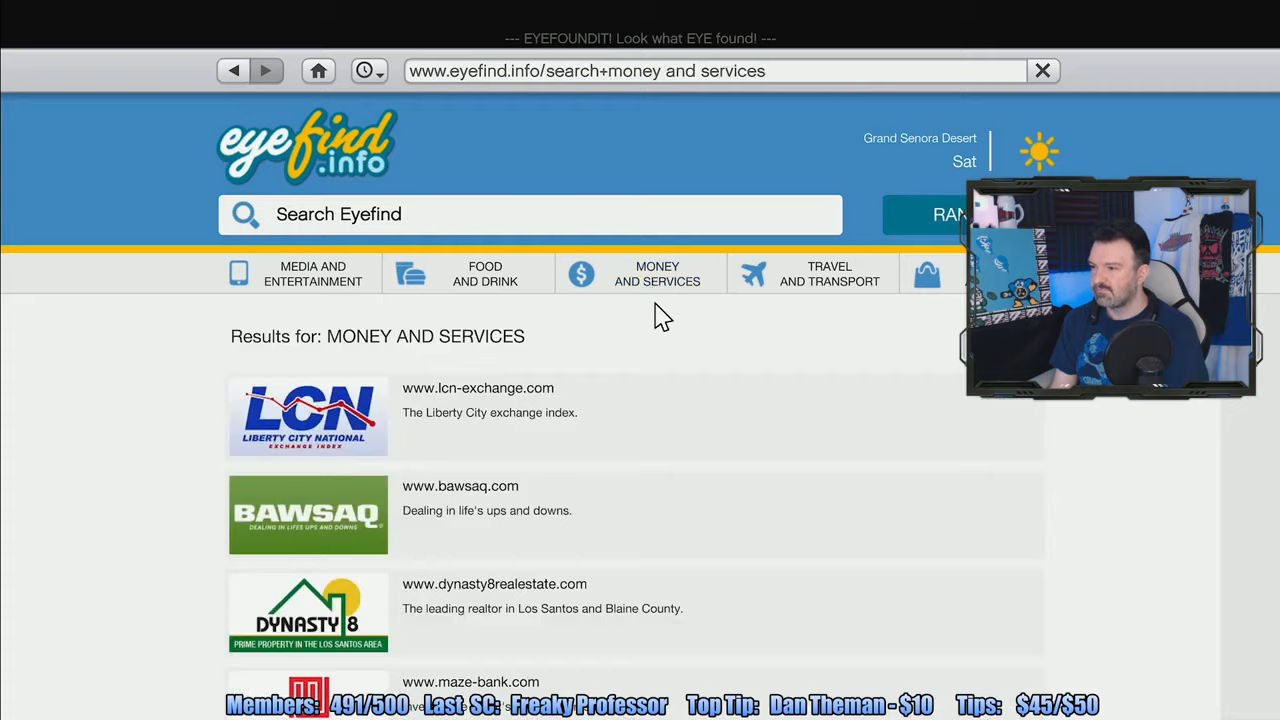 --- EYEFOUNDIT! Look what EYE found! ---
www.eyefind.info/search+money and services
eyefind
.info
Grand Senora Desert
Sat
Search Eyefind
RAN
MEDIA AND
ENTERTAINMENT
FOOD
AND DRINK
MONEY
AND SERVICES
TRAVEL
AND TRANSPORT
Results for: MONEY AND SERVICES
LCN
LIBERTY CITY NATIONAL
EXCHANGE INDEX
www.lcn-exchange.com
The Liberty City exchange index.
BAWSAQ
DEALING IN LIFES UPS AND DOWNS
www.bawsaq.com
Dealing in life's ups and downs.
DYNASTY 8
PRIME PROPERTY IN THE LOS SANTOS AREA
www.dynasty8realestate.com
The leading realtor in Los Santos and Blaine County.
www.maze-bank.com
Members: 491/500 Last SC: Freaky Professor Top Tip: Dan Theman - $10 Tips: $45/$50